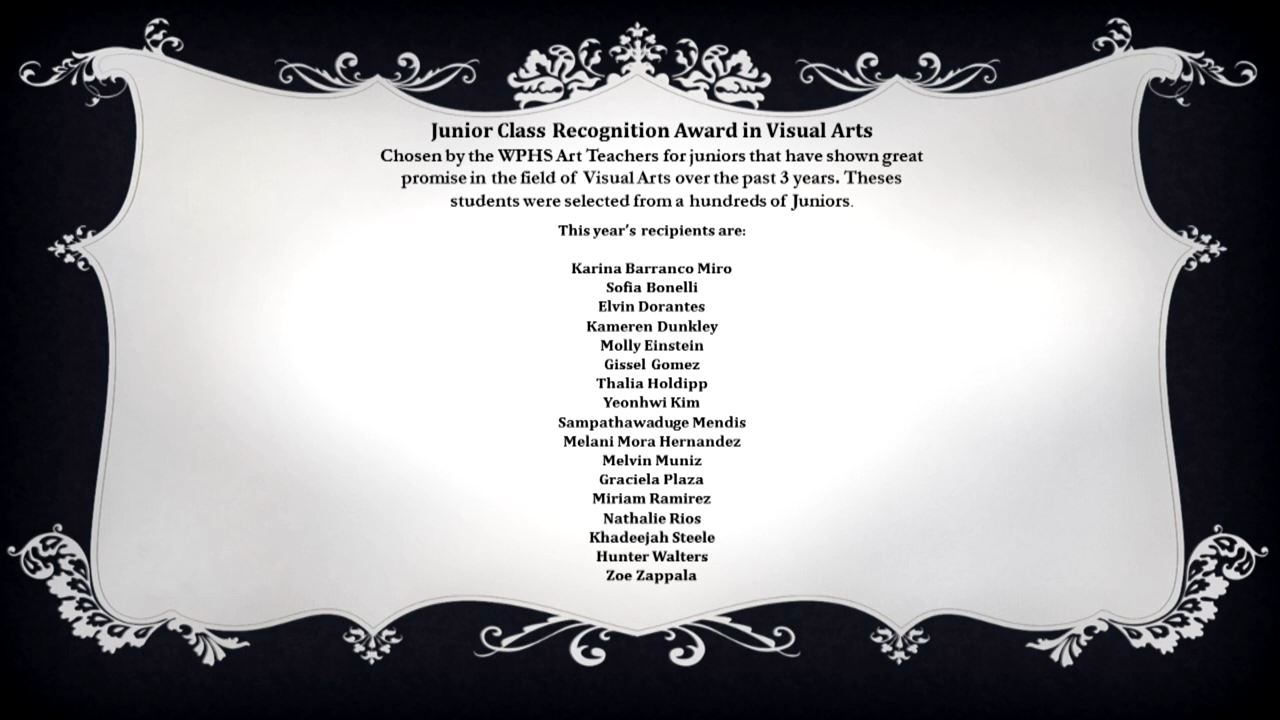 Junior Class Recognition Award in Visual Arts
Chosen by the WPHS Art Teachers for juniors that have shown great
promise in the field of Visual Arts over the past 3 years. Theses
students were selected from a hundreds of Juniors.
This year's recipients are:
Karina Barranco Miro
Sofia Bonelli
Elvin Dorantes
Kameren Dunkley
Molly Einstein
Gissel Gomez
Thalia Holdipp
Yeonhwi Kim
Sampathawaduge Mendis
Melani Mora Hernandez
Melvin Muniz
Graciela Plaza
Miriam Ramirez
Nathalie Rios
Khadeejah Steele
Hunter Walters
Zoe Zappala